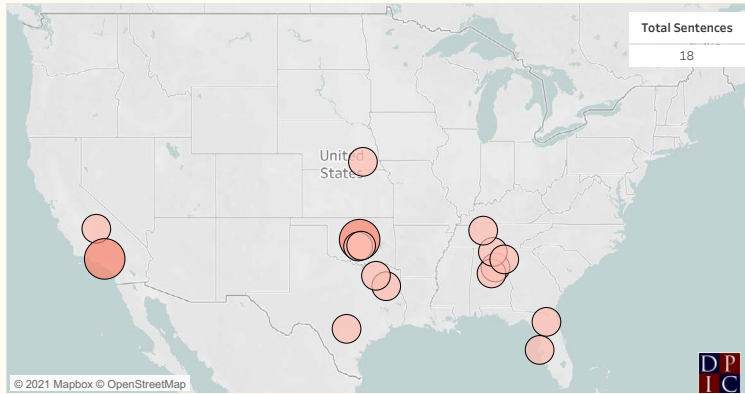 Total Sentences
18
United
States
© 2021 Mapbox © OpenStreetMap
D P
I C